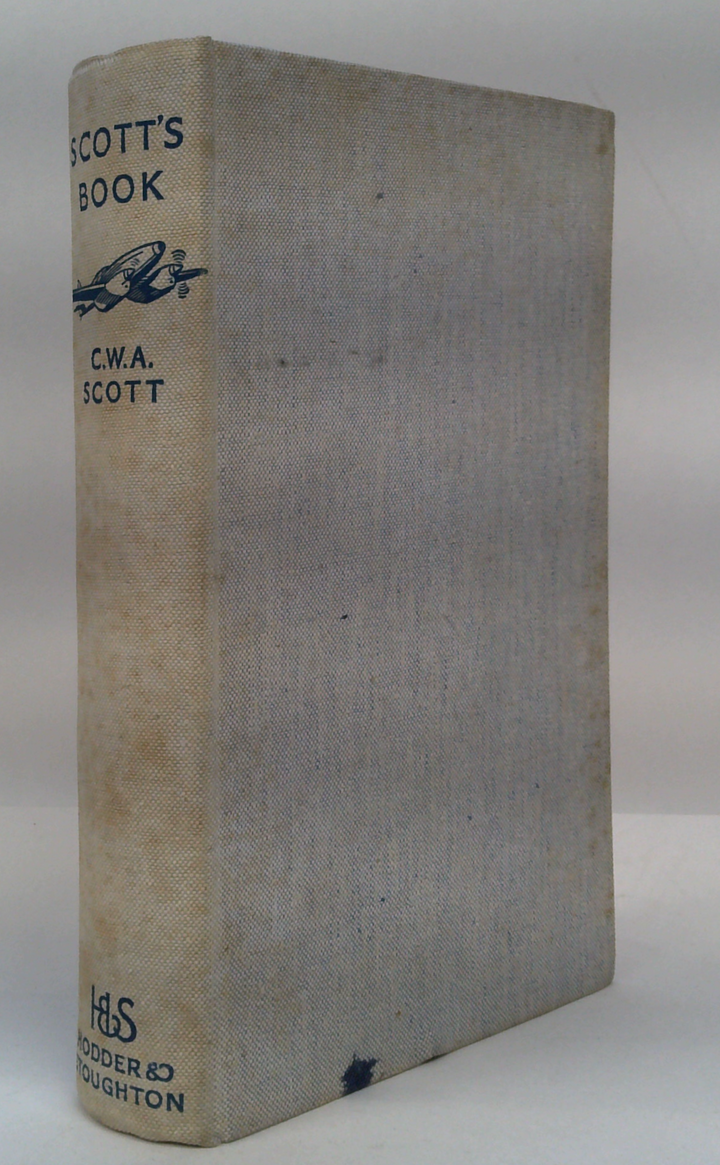 SCOTT'S
BOOK
C.W.A.
SCOTT
H&S
HODDER &
STOUGHTON